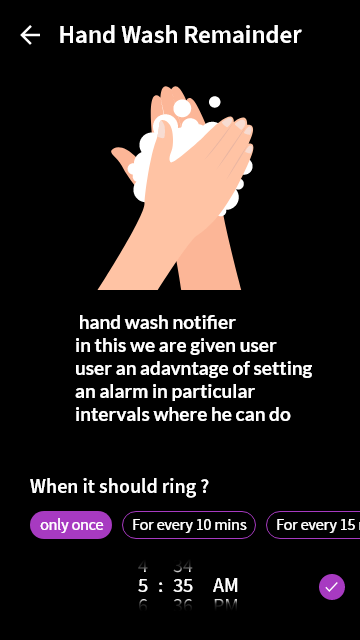 Hand Wash Remainder
hand wash notifier
in this we are given user
user an adavntage of setting
an alarm in particular
intervals where he can do
When it should ring ?
only once
For every 10 mins
For every 15
4 34
5 : 35 AM
6 36 PM